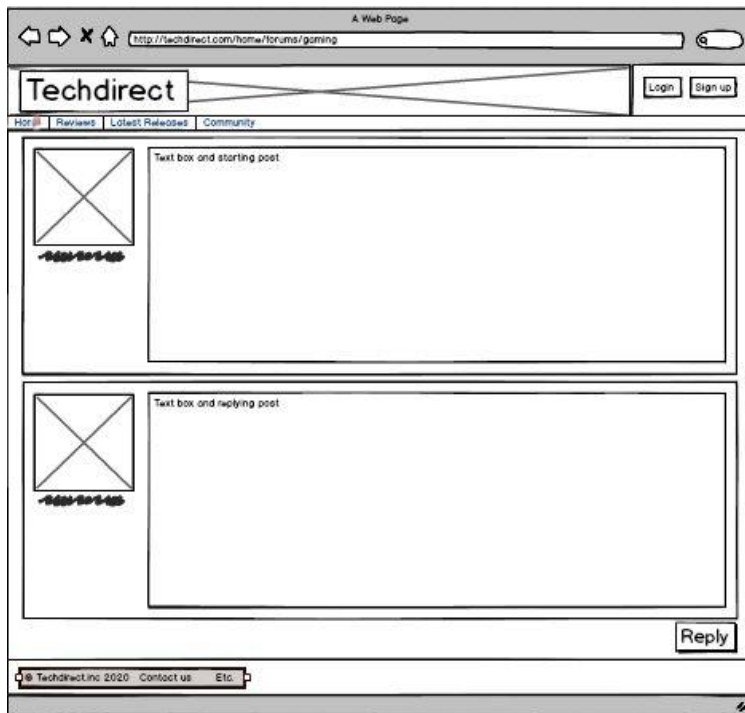 A Web Page
http://techdirect.com/home/forums/gaming
Techdirect
Login Sign up
Reviews Latest Releases Community
Text box and starting post
Text box and replying post
Reply
© Techdirect.inc 2020 Contact us Etc.